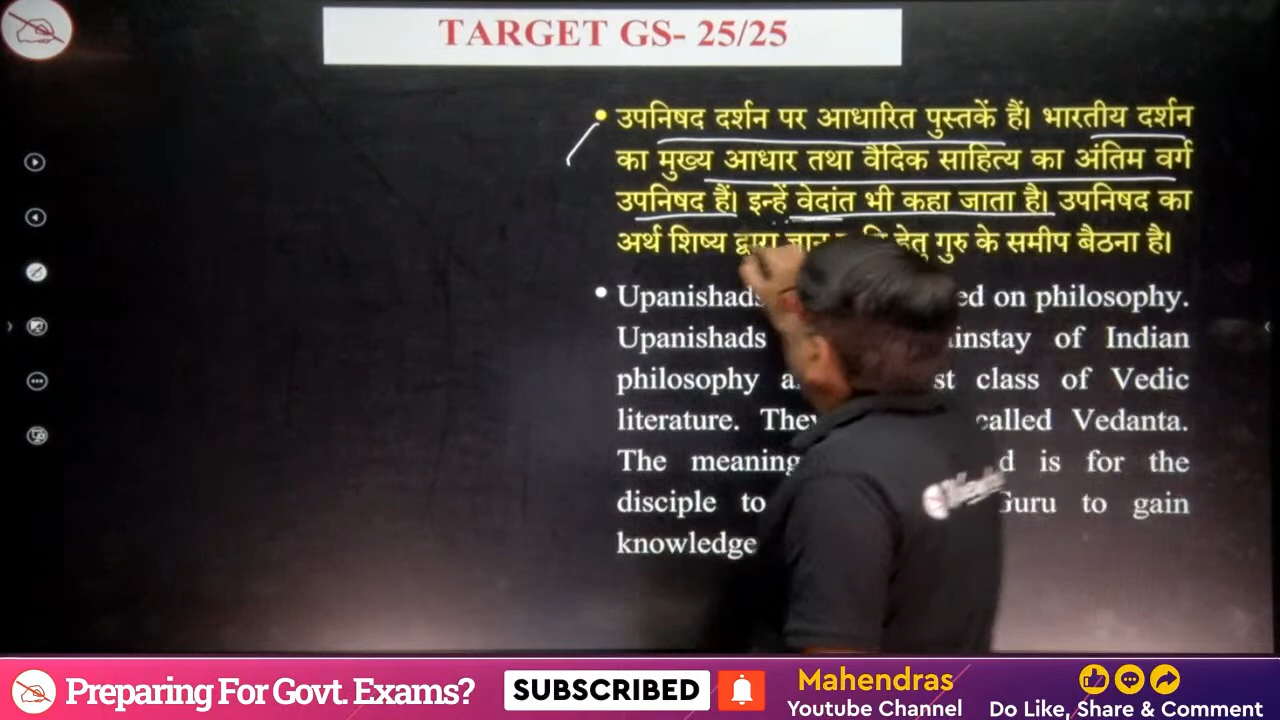 TARGET GS- 25/25
• उपनिषद दर्शन पर आधारित पुस्तकें हैं। भारतीय दर्शन
का मुख्य आधार तथा वैदिक साहित्य का अंतिम वर्ग
उपनिषद हैं। इन्हें वेदांत भी कहा जाता है। उपनिषद का
अर्थ शिष्य द्वारा ज्ञान हेतु गुरु के समीप बैठना है।
• Upanishads ed on philosophy.
Upanishads instay of Indian
philosophy st class of Vedic
literature. They called Vedanta.
The meaning is for the
disciple to Guru to gain
knowledge
Preparing For Govt. Exams?
SUBSCRIBED
Mahendras
Youtube Channel
Do Like, Share & Comment